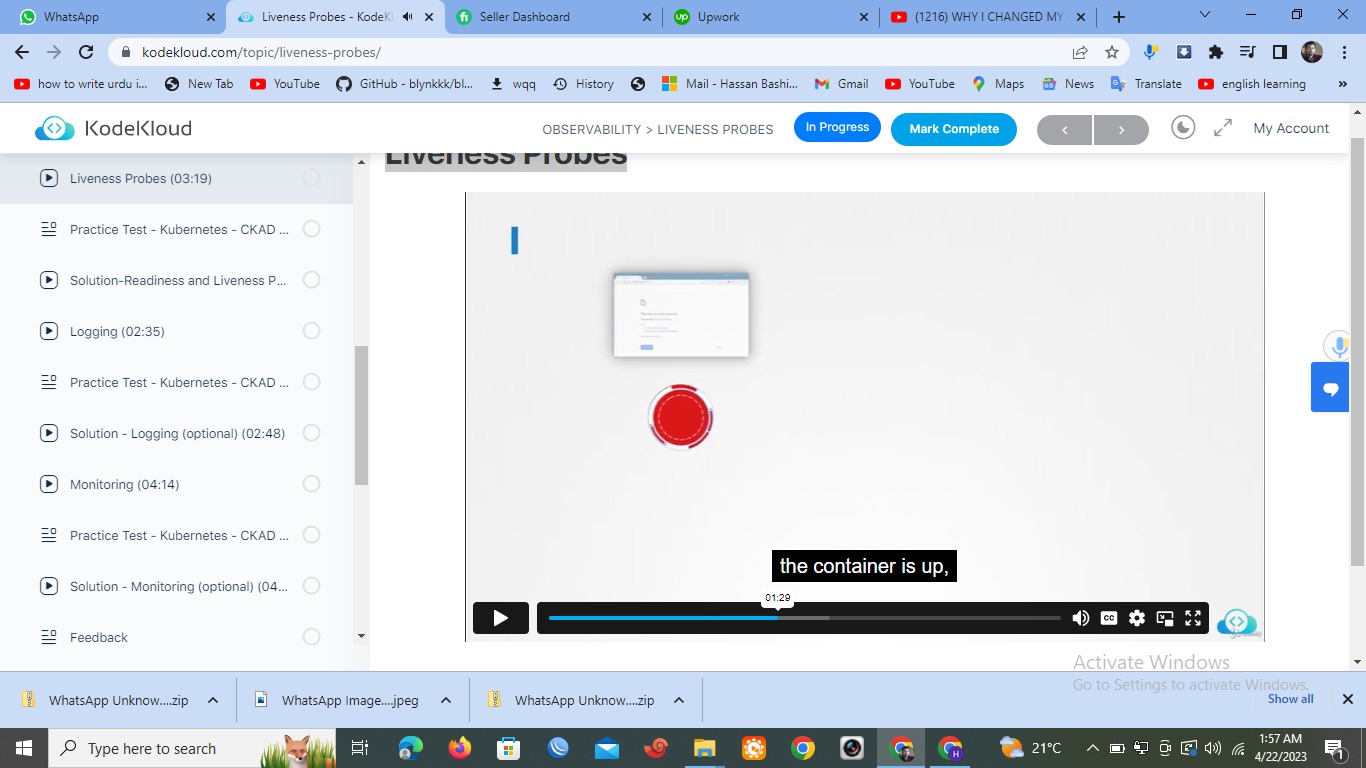 WhatsApp
Liveness Probes - KodeKl
Seller Dashboard
Upwork
(1216) WHY I CHANGED MY
kodekloud.com/topic/liveness-probes/
how to write urdu i...
New Tab
YouTube
GitHub - blynkkk/bl...
wqq
History
Mail - Hassan Bashi...
Gmail
YouTube
Maps
News
Translate
english learning
»
KodeKloud
OBSERVABILITY > LIVENESS PROBES
In Progress
Mark Complete
My Account
Liveness Probes
Liveness Probes (03:19)
Practice Test - Kubernetes - CKAD ...
Solution-Readiness and Liveness P...
Logging (02:35)
Practice Test - Kubernetes - CKAD ...
Solution - Logging (optional) (02:48)
Monitoring (04:14)
Practice Test - Kubernetes - CKAD ...
Solution - Monitoring (optional) (04...
Feedback
the container is up,
01:29
CC
Activate Windows
Go to Settings to activate Windows.
WhatsApp Unknow....zip
WhatsApp Image....jpeg
WhatsApp Unknow....zip
Show all
Type here to search
21°C
1:57 AM
4/22/2023
1